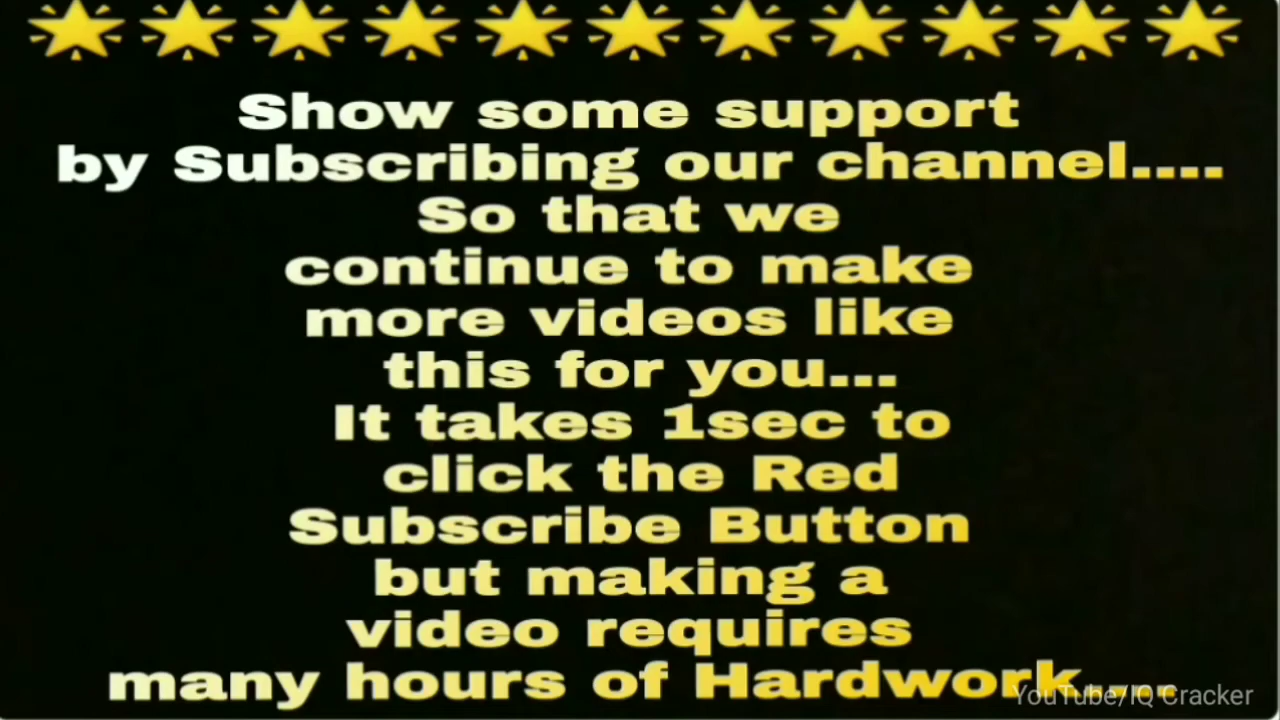 Show some support
by Subscribing our channel....
So that we
continue to make
more videos like
this for you...
It takes 1sec to
click the Red
Subscribe Button
but making a
video requires
many hours of Hardwork....
YouTube/IQ Cracker